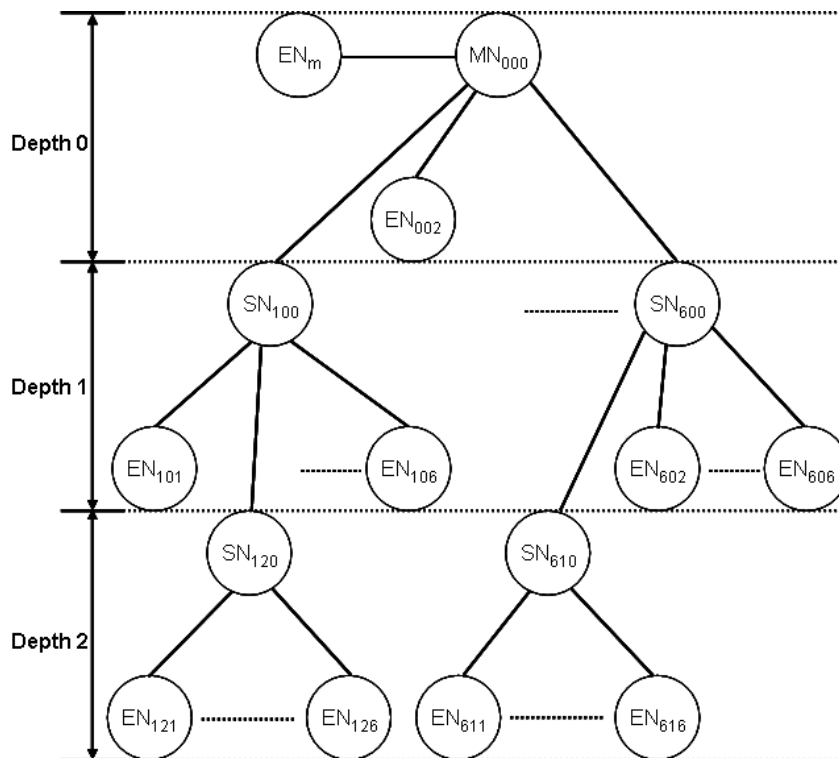 ENm MN000
Depth 0
EN002
SN100 SN600
Depth 1
EN101 EN106 EN602 EN606
SN120 SN610
Depth 2
EN121 EN126 EN611 EN616